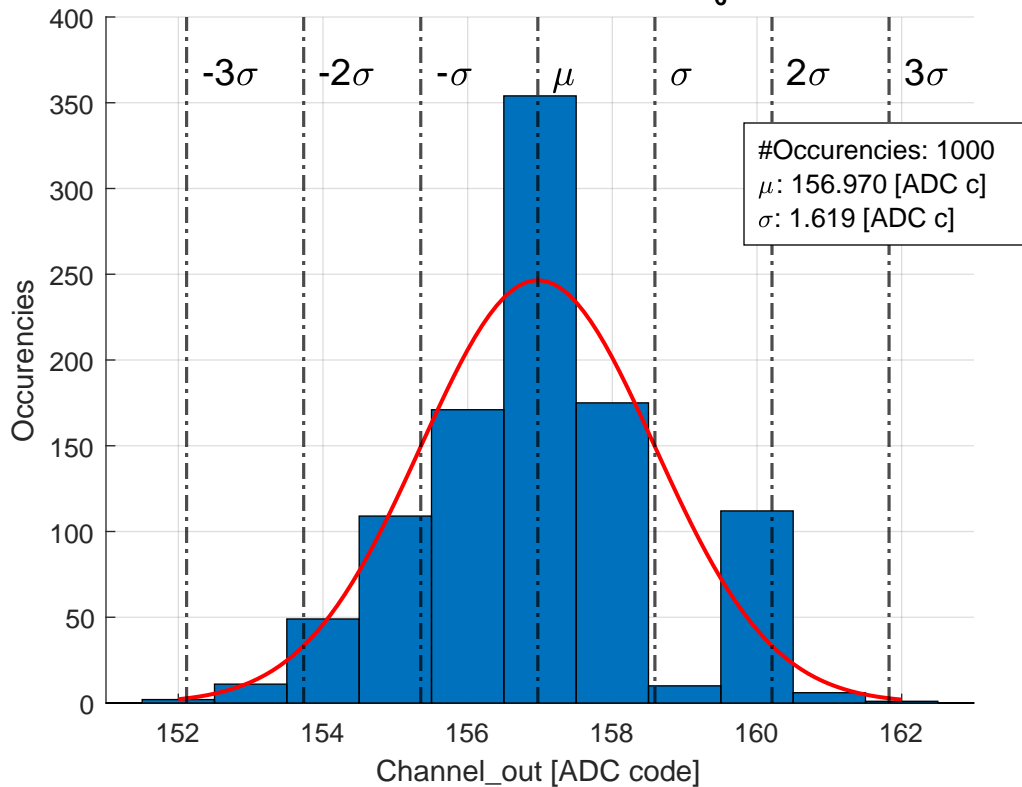 0
400
350
300
250
200
150
100
50
0
-3σ -2σ -σ μ σ 2σ 3σ
#Occurencies: 1000
μ: 156.970 [ADC c]
σ: 1.619 [ADC c]
Occurencies
152 154 156 158 160 162
Channel_out [ADC code]